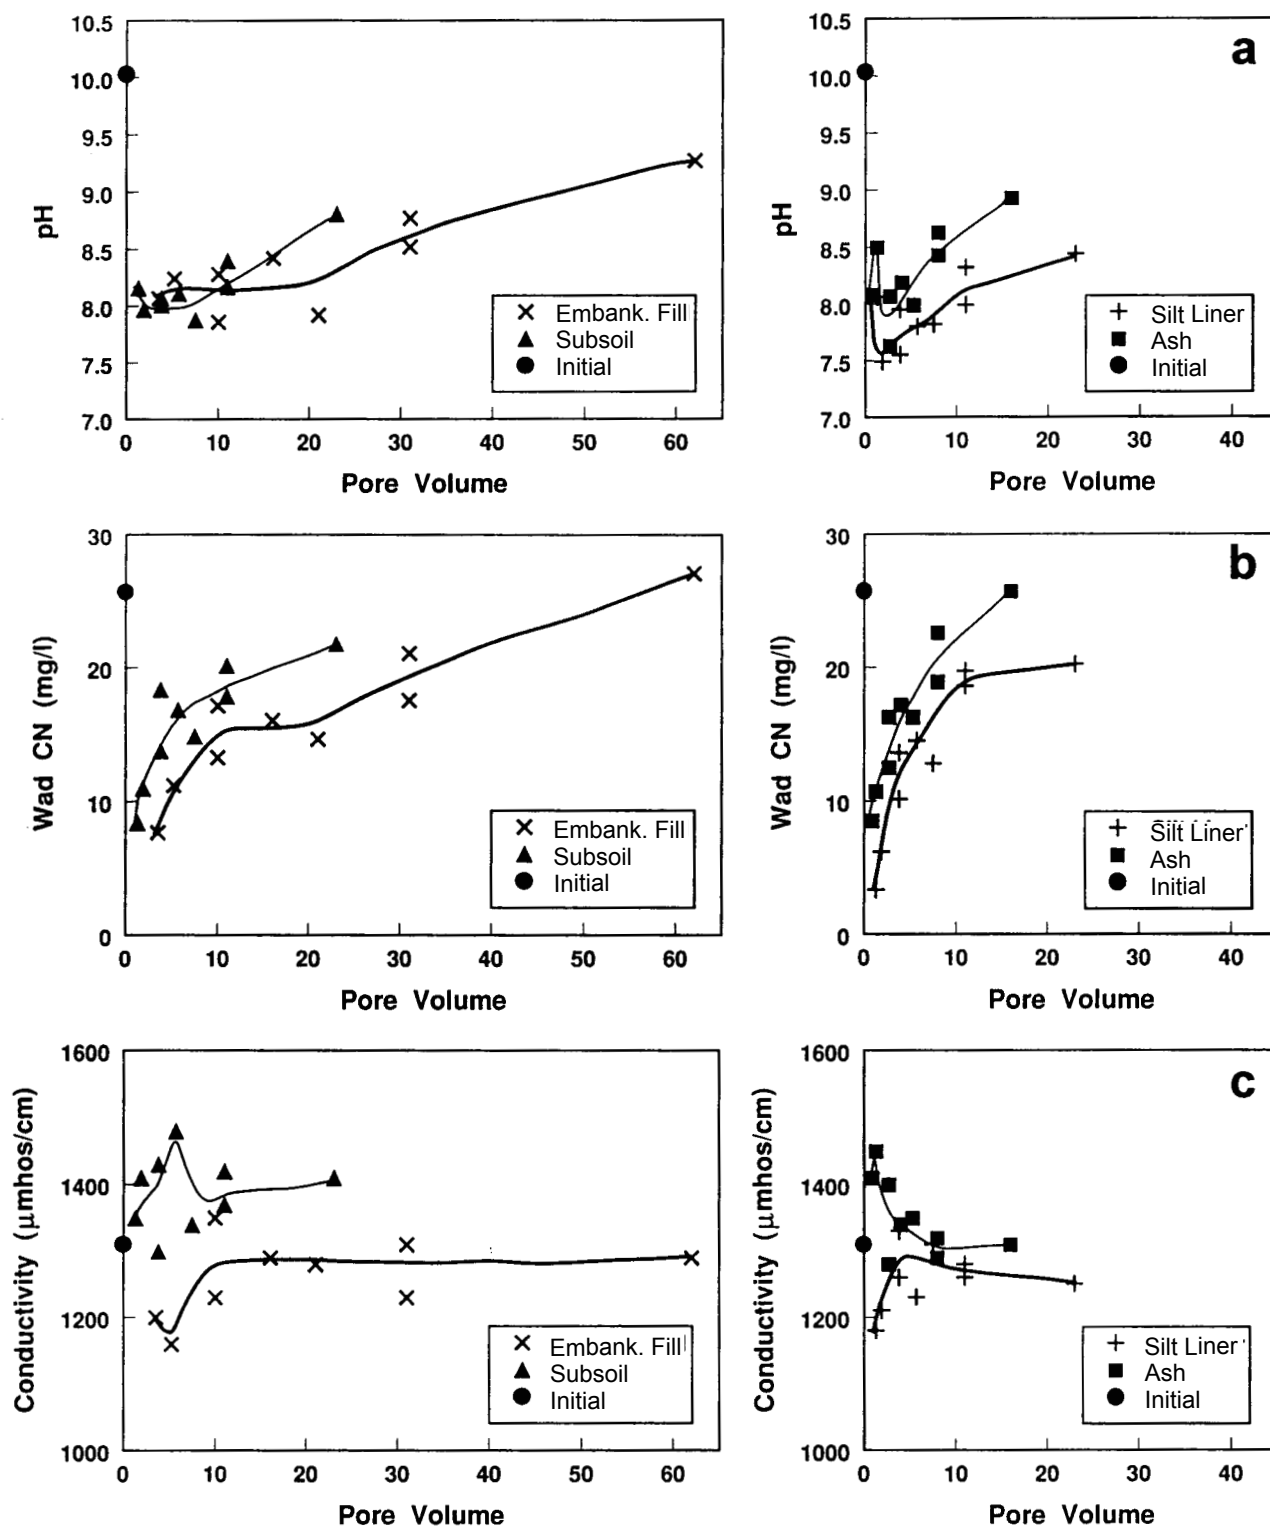 10.5
10.0
9.5
9.0
8.5
8.0
7.5
7.0
pH
0 10 20 30 40 50 60
Pore Volume
Embank. Fill
Subsoil
Initial
a
10.5
10.0
9.5
9.0
8.5
8.0
7.5
7.0
pH
0 10 20 30 40
Pore Volume
Silt Liner
Ash
Initial
30
20
10
0
Wad CN (mg/l)
0 10 20 30 40 50 60
Pore Volume
Embank. Fill
Subsoil
Initial
b
30
20
10
0
Wad CN (mg/l)
0 10 20 30 40
Pore Volume
Silt Liner
Ash
Initial
1600
1400
1200
1000
Conductivity (μmhos/cm)
0 10 20 30 40 50 60
Pore Volume
Embank. Fill
Subsoil
Initial
c
1600
1400
1200
1000
Conductivity (μmhos/cm)
0 10 20 30 40
Pore Volume
Silt Liner
Ash
Initial